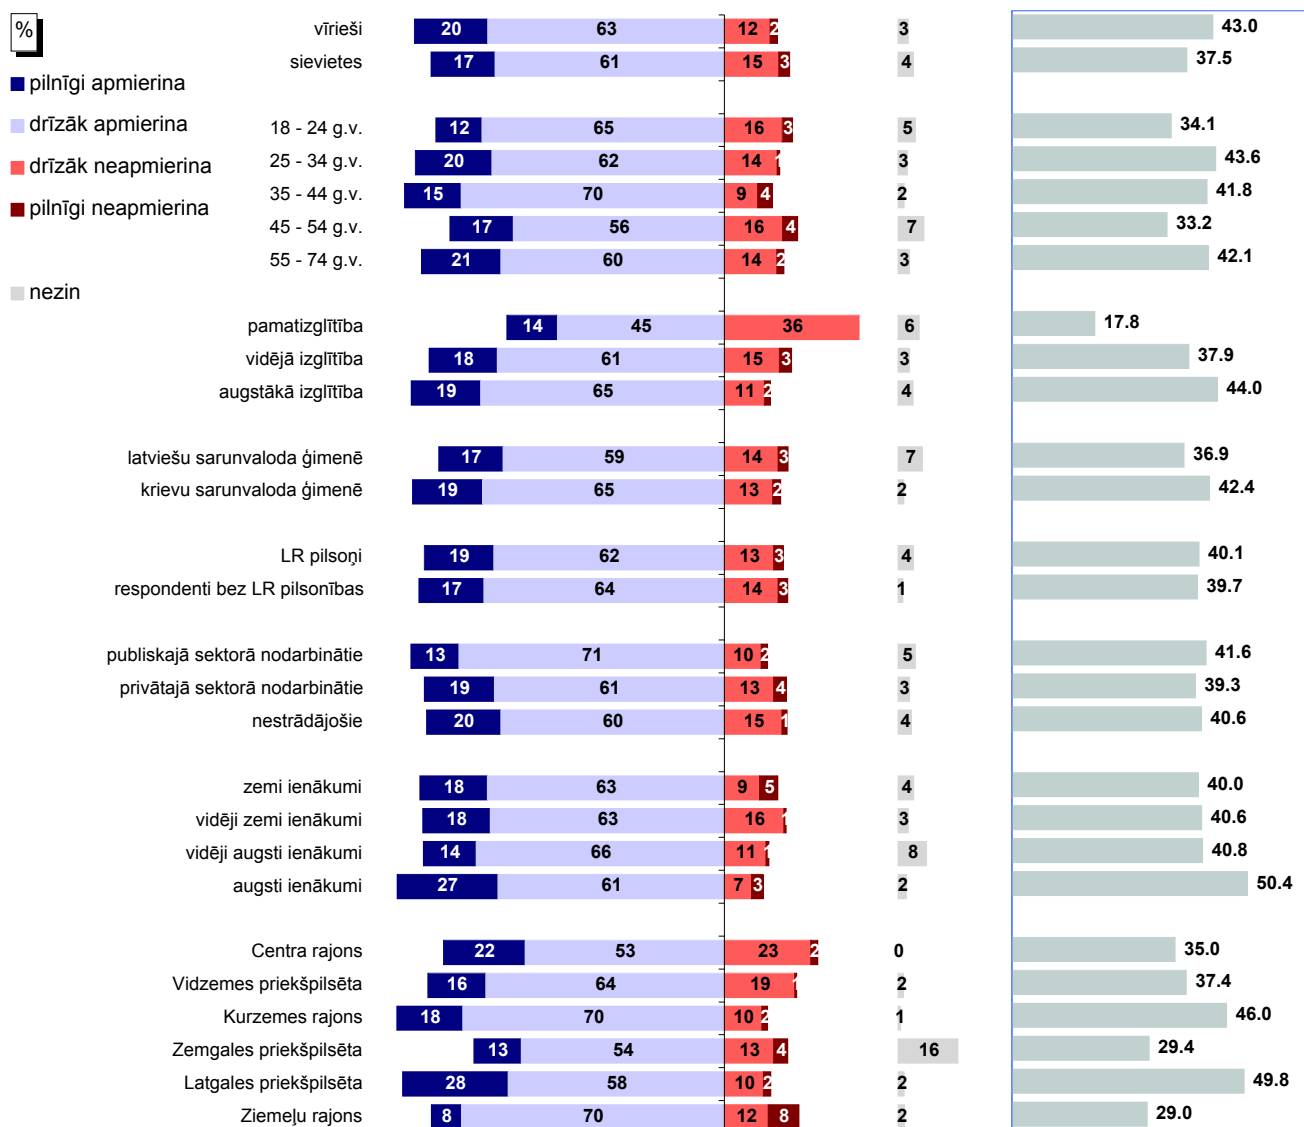 %
pilnīgi apmierina
drīzāk apmierina
drīzāk neapmierina
pilnīgi neapmierina
nezin
vīrieši 20 63 12 2 3 43.0
sievietes 17 61 15 3 4 37.5
18 - 24 g.v. 12 65 16 3 5 34.1
25 - 34 g.v. 20 62 14 1 3 43.6
35 - 44 g.v. 15 70 9 4 2 41.8
45 - 54 g.v. 17 56 16 4 7 33.2
55 - 74 g.v. 21 60 14 2 3 42.1
pamatizglītība 14 45 36 6 17.8
vidējā izglītība 18 61 15 3 3 37.9
augstākā izglītība 19 65 11 2 4 44.0
latviešu sarunvaloda ģimenē 17 59 14 3 7 36.9
krievu sarunvaloda ģimenē 19 65 13 2 2 42.4
LR pilsoņi 19 62 13 3 4 40.1
respondenti bez LR pilsonības 17 64 14 3 1 39.7
publiskajā sektorā nodarbinātie 13 71 10 2 5 41.6
privātajā sektorā nodarbinātie 19 61 13 4 3 39.3
nestrādājošie 20 60 15 1 4 40.6
zemi ienākumi 18 63 9 5 4 40.0
vidēji zemi ienākumi 18 63 16 1 3 40.6
vidēji augsti ienākumi 14 66 11 1 8 40.8
augsti ienākumi 27 61 7 3 2 50.4
Centra rajons 22 53 23 2 0 35.0
Vidzemes priekšpilsēta 16 64 19 1 2 37.4
Kurzemes rajons 18 70 10 2 1 46.0
Zemgales priekšpilsēta 13 54 13 4 16 29.4
Latgales priekšpilsēta 28 58 10 2 2 49.8
Ziemeļu rajons 8 70 12 8 2 29.0